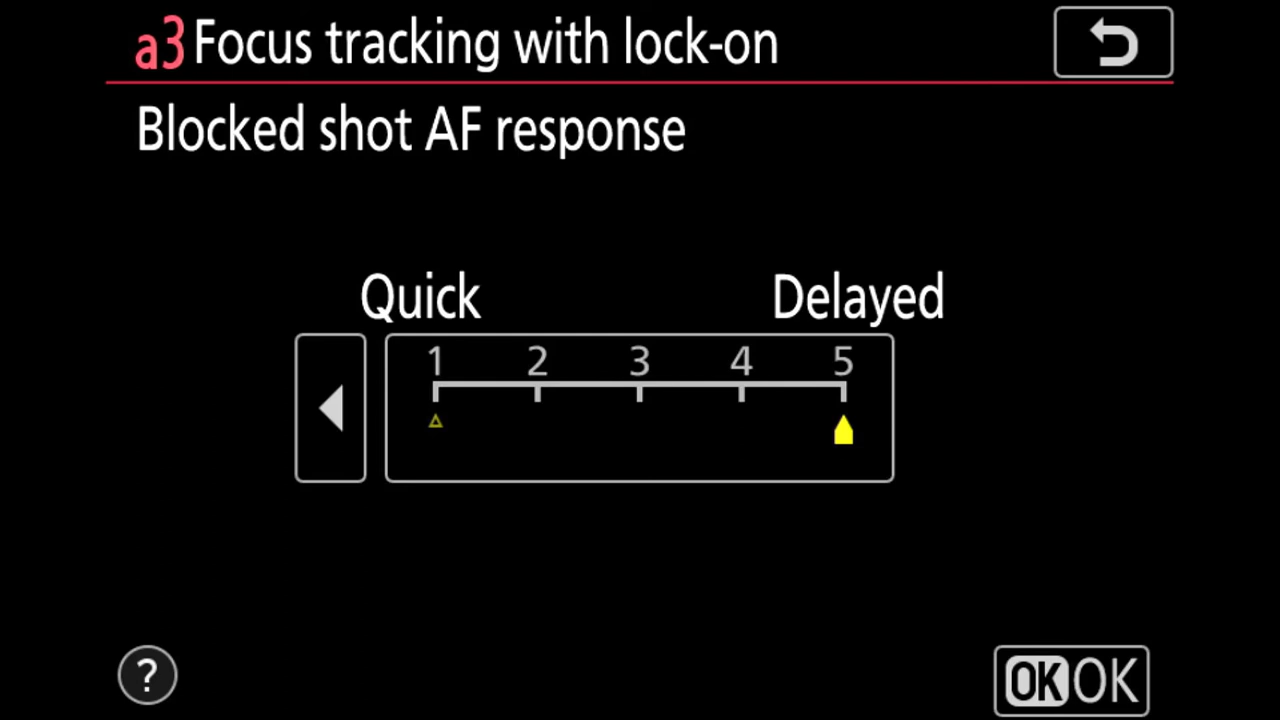 a3 Focus tracking with lock-on
Blocked shot AF response
Quick Delayed
1 2 3 4 5
? OK OK